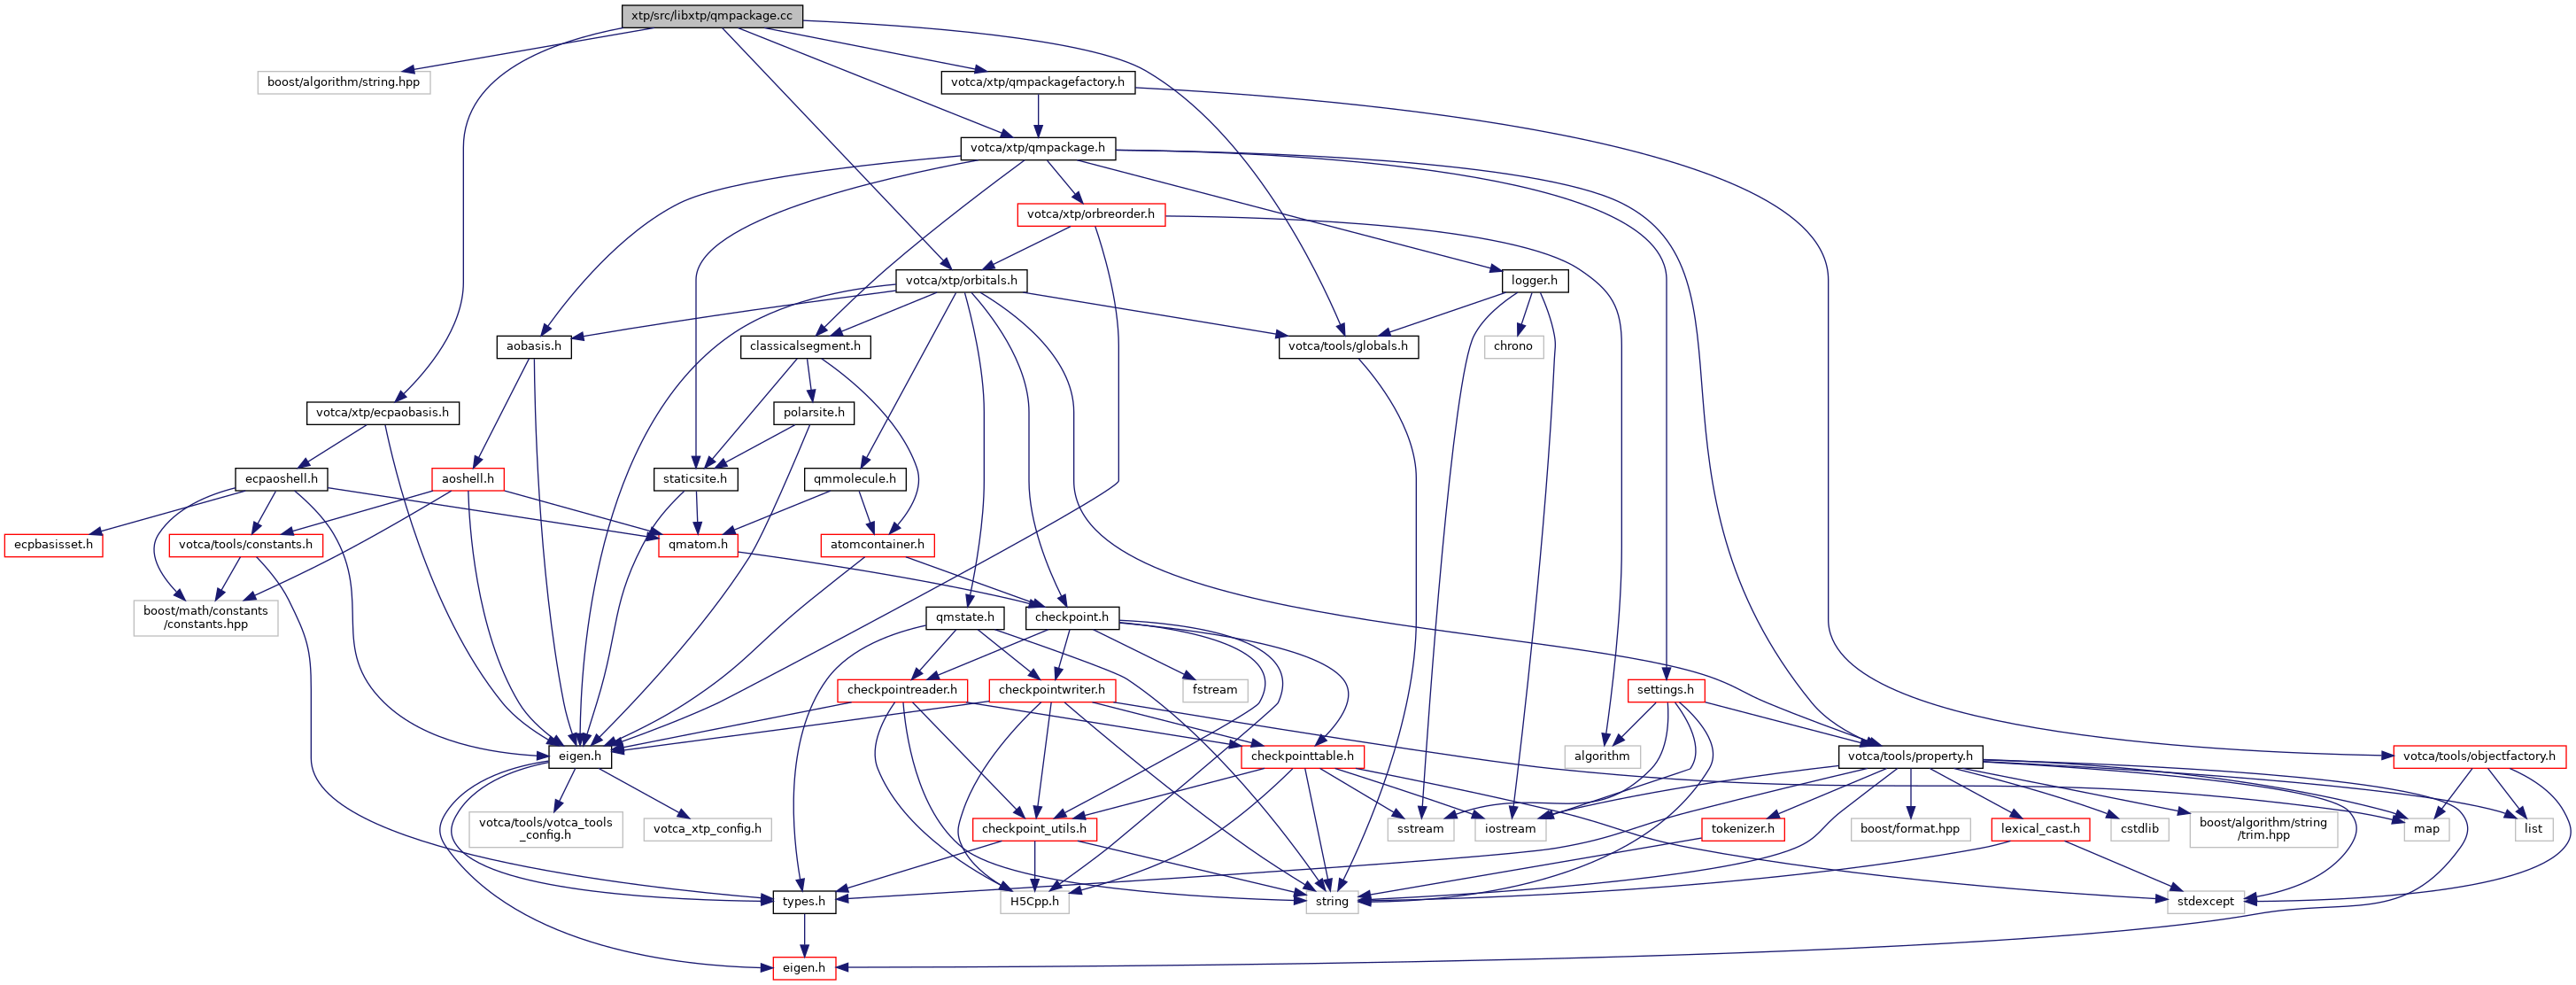 xtp/src/libxtp/qmpackage.cc
boost/algorithm/string.hpp
votca/xtp/qmpackagefactory.h
votca/xtp/qmpackage.h
votca/xtp/orbreorder.h
votca/xtp/orbitals.h
logger.h
aobasis.h
classicalsegment.h
votca/tools/globals.h
chrono
votca/xtp/ecpaobasis.h
polarsite.h
ecpaoshell.h
aoshell.h
staticsite.h
qmmolecule.h
ecpbasisset.h
votca/tools/constants.h
qmatom.h
atomcontainer.h
boost/math/constants
/constants.hpp
qmstate.h
checkpoint.h
checkpointreader.h
checkpointwriter.h
fstream
settings.h
eigen.h
checkpointtable.h
algorithm
votca/tools/property.h
votca/tools/objectfactory.h
votca/tools/votca_tools
_config.h
votca_xtp_config.h
checkpoint_utils.h
sstream
iostream
tokenizer.h
boost/format.hpp
lexical_cast.h
cstdlib
boost/algorithm/string
/trim.hpp
map
list
types.h
H5Cpp.h
string
stdexcept
eigen.h